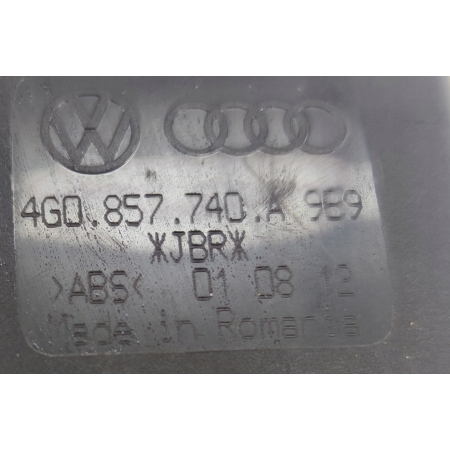 4G0.857.740.A 9B9
*JBR*
>ABS< 01 08 12
Made in Romania